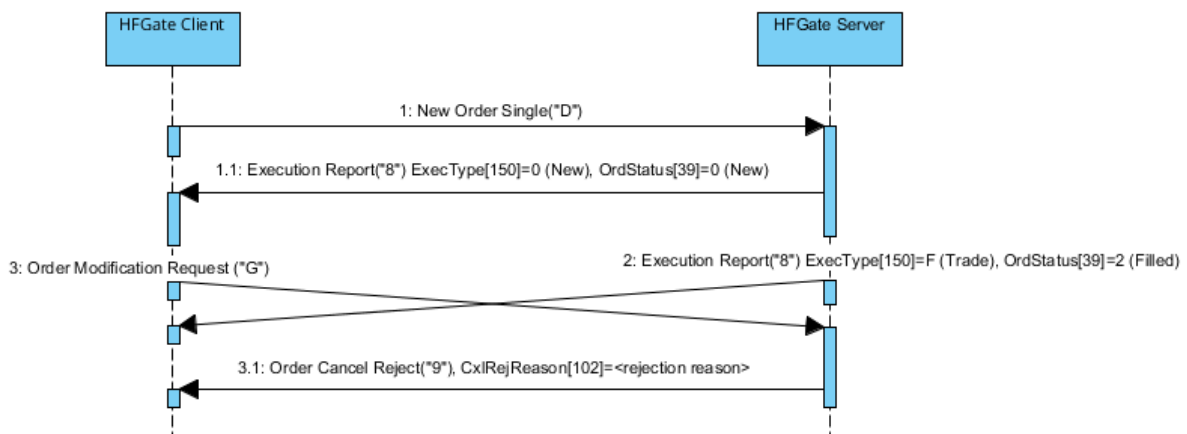 HFGate Client
HFGate Server
1: New Order Single("D")
1.1: Execution Report("8") ExecType[150]=0 (New), OrdStatus[39]=0 (New)
3: Order Modification Request ("G")
2: Execution Report("8") ExecType[150]=F (Trade), OrdStatus[39]=2 (Filled)
3.1: Order Cancel Reject("9"), CxlRejReason[102]=<rejection reason>